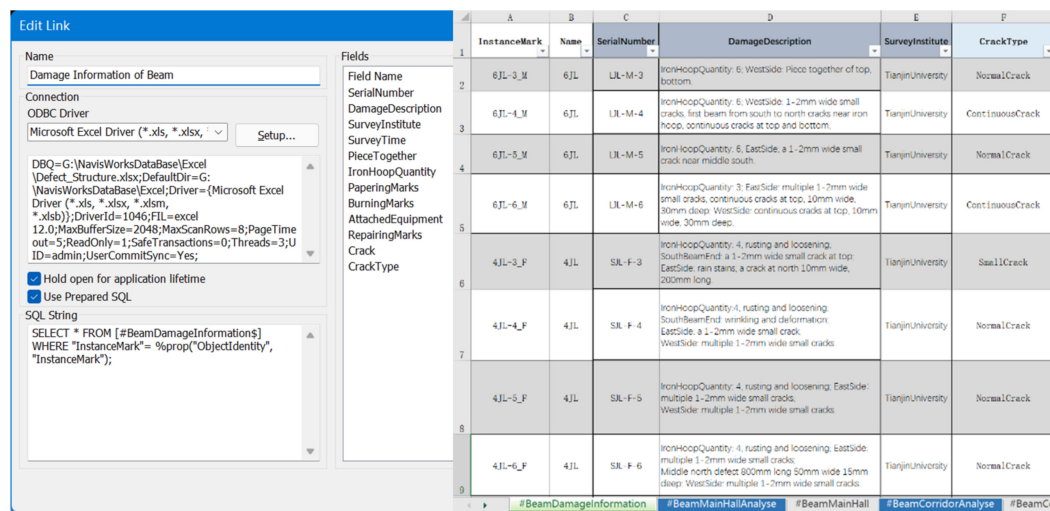 Edit Link
Name
Damage Information of Beam
Connection
ODBC Driver
Microsoft Excel Driver (*.xls, *.xlsx,
Setup...
DBQ=G:\NavisWorksDataBase\Excel
\Defect_Structure.xlsx;DefaultDir=G:
\NavisWorksDataBase\Excel;Driver={Microsoft Excel
Driver (*.xls, *.xlsx, *.xlsm,
*.xlsb)};DriverId=1046;FIL=excel
12.0;MaxBufferSize=2048;MaxScanRows=8;PageTime
out=5;ReadOnly=1;SafeTransactions=0;Threads=3;U
ID=admin;UserCommitSync=Yes;
Hold open for application lifetime
Use Prepared SQL
SQL String
SELECT * FROM [#BeamDamageInformation$]
WHERE "InstanceMark"= %prop("ObjectIdentity",
"InstanceMark");
Fields
Field Name
SerialNumber
DamageDescription
SurveyInstitute
SurveyTime
PieceTogether
IronHoopQuantity
PaperingMarks
BurningMarks
AttachedEquipment
RepairingMarks
Crack
CrackType
A B C D E F
1 InstanceMark Name SerialNumber DamageDescription SurveyInstitute CrackType
2 6JL-3_M 6JL LJL-M-3 IronHoopQuantity: 6; WestSide: Piece together of top,
bottom. TianjinUniversity NormalCrack
3 6JL-4_M 6JL LJL-M-4 IronHoopQuantity: 6; WestSide: 1-2mm wide small
cracks, first beam from south to north cracks near iron
hoop, continuous cracks at top and bottom. TianjinUniversity ContinuousCrack
4 6JL-5_M 6JL LJL-M-5 IronHoopQuantity: 6, EastSide; a 1-2mm wide small
crack near middle south. TianjinUniversity NormalCrack
5 6JL-6_M 6JL LJL-M-6 IronHoopQuantity: 3; EastSide: multiple 1-2mm wide
small cracks, continuous cracks at top, 10mm wide,
30mm deep; WestSide: continuous cracks at top, 10mm
wide, 30mm deep. TianjinUniversity ContinuousCrack
6 4JL-3_F 4JL SJL-F-3 IronHoopQuantity: 4, rusting and loosening;
SouthBeamEnd: a 1-2mm wide small crack at top;
EastSide: rain stains, a crack at north 10mm wide,
200mm long. TianjinUniversity SmallCrack
7 4JL-4_F 4JL SJL-F-4 IronHoopQuantity:4, rusting and loosening;
SouthBeamEnd: wrinkling and deformation;
EastSide: a 1-2mm wide small crack;
WestSide: multiple 1-2mm wide small cracks. TianjinUniversity NormalCrack
8 4JL-5_F 4JL SJL-F-5 IronHoopQuantity: 4, rusting and loosening; EastSide:
multiple 1-2mm wide small cracks;
WestSide: multiple 1-2mm wide small cracks. TianjinUniversity NormalCrack
9 4JL-6_F 4JL SJL-F-6 IronHoopQuantity: 4, rusting and loosening, EastSide:
multiple 1-2mm wide small cracks;
Middle north defect 800mm long 50mm wide 15mm
deep; WestSide: multiple 1-2mm wide small cracks. TianjinUniversity NormalCrack
#BeamDamageInformation #BeamMainHallAnalyse #BeamMainHall #BeamCorridorAnalyse #BeamCo